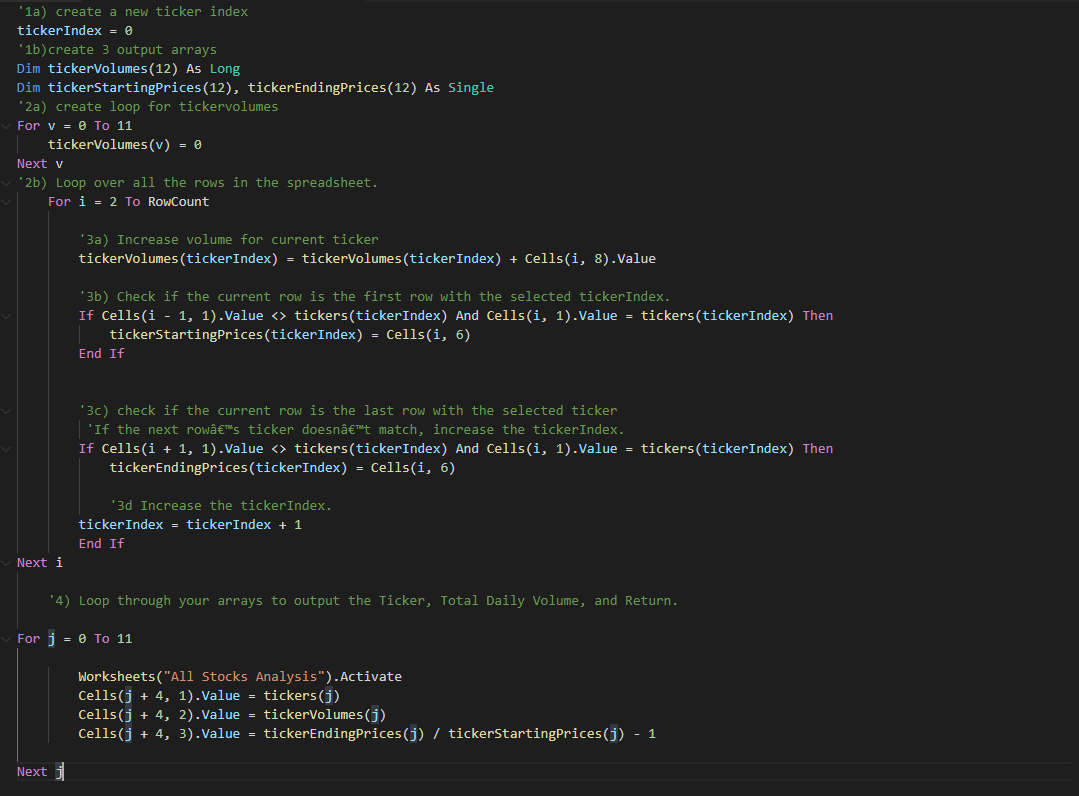 '1a) create a new ticker index
tickerIndex = 0
'1b)create 3 output arrays
Dim tickerVolumes(12) As Long
Dim tickerStartingPrices(12), tickerEndingPrices(12) As Single
'2a) create loop for tickervolumes
For v = 0 To 11
tickerVolumes(v) = 0
Next v
'2b) Loop over all the rows in the spreadsheet.
For i = 2 To RowCount
'3a) Increase volume for current ticker
tickerVolumes(tickerIndex) = tickerVolumes(tickerIndex) + Cells(i, 8).Value
'3b) Check if the current row is the first row with the selected tickerIndex.
If Cells(i - 1, 1).Value <> tickers(tickerIndex) And Cells(i, 1).Value = tickers(tickerIndex) Then
tickerStartingPrices(tickerIndex) = Cells(i, 6)
End If
'3c) check if the current row is the last row with the selected ticker
'If the next rowâ€™s ticker doesnâ€™t match, increase the tickerIndex.
If Cells(i + 1, 1).Value <> tickers(tickerIndex) And Cells(i, 1).Value = tickers(tickerIndex) Then
tickerEndingPrices(tickerIndex) = Cells(i, 6)
'3d Increase the tickerIndex.
tickerIndex = tickerIndex + 1
End If
Next i
'4) Loop through your arrays to output the Ticker, Total Daily Volume, and Return.
For j = 0 To 11
Worksheets("All Stocks Analysis").Activate
Cells(j + 4, 1).Value = tickers(j)
Cells(j + 4, 2).Value = tickerVolumes(j)
Cells(j + 4, 3).Value = tickerEndingPrices(j) / tickerStartingPrices(j) - 1
Next j